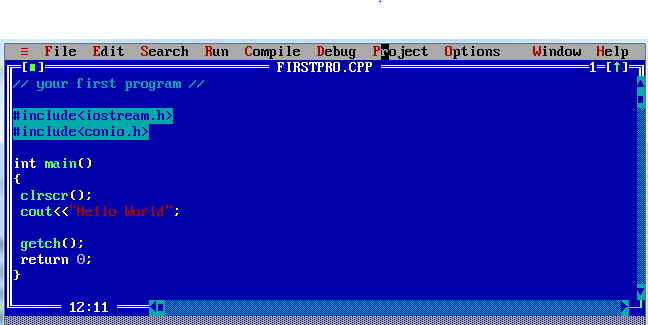 ≡ File Edit Search Run Compile Debug Project Options Window Help
[■] FIRSTPRO.CPP 1=[↑]
// your first program //
#include<iostream.h>
#include<conio.h>
int main()
{
clrscr();
cout<<"Hello World";
getch();
return 0;
}
12:11